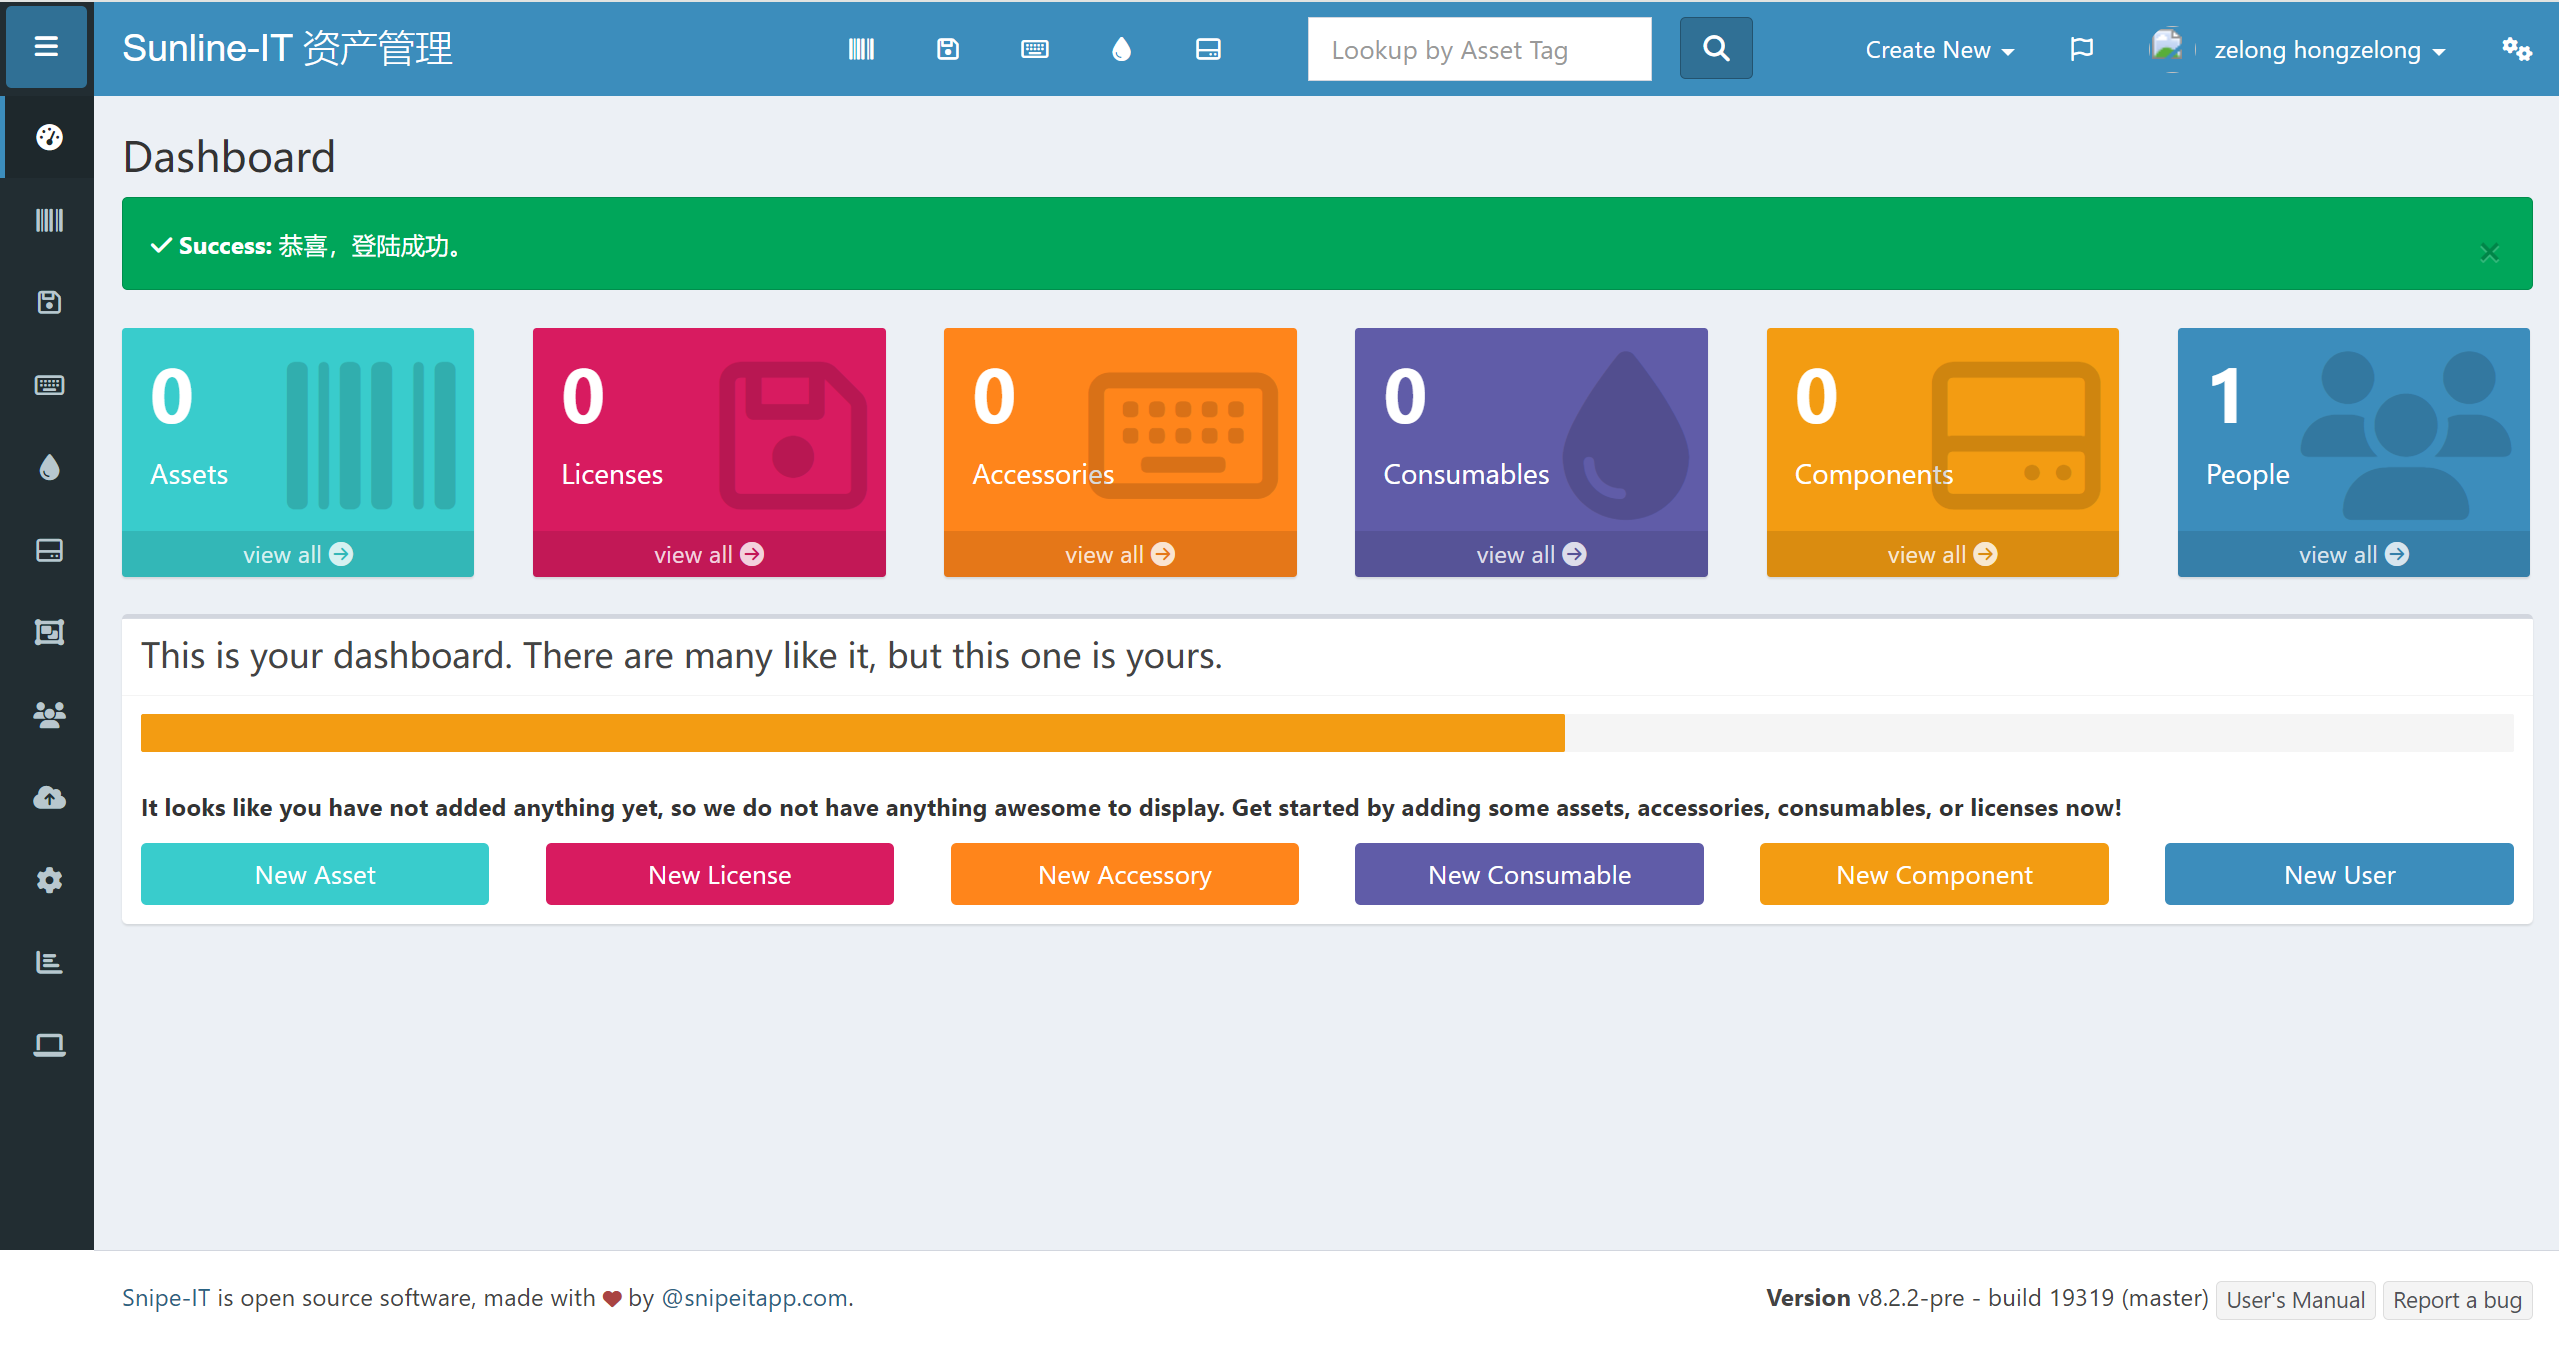 Sunline-IT 资产管理
Lookup by Asset Tag
Create New
zelong hongzelong
Dashboard
Success: 恭喜，登陆成功。
×
0
Assets
view all
0
Licenses
view all
0
Accessories
view all
0
Consumables
view all
0
Components
view all
1
People
view all
This is your dashboard. There are many like it, but this one is yours.
It looks like you have not added anything yet, so we do not have anything awesome to display. Get started by adding some assets, accessories, consumables, or licenses now!
New Asset
New License
New Accessory
New Consumable
New Component
New User
Snipe-IT is open source software, made with ♥ by @snipeitapp.com.
Version v8.2.2-pre - build 19319 (master)
User's Manual
Report a bug